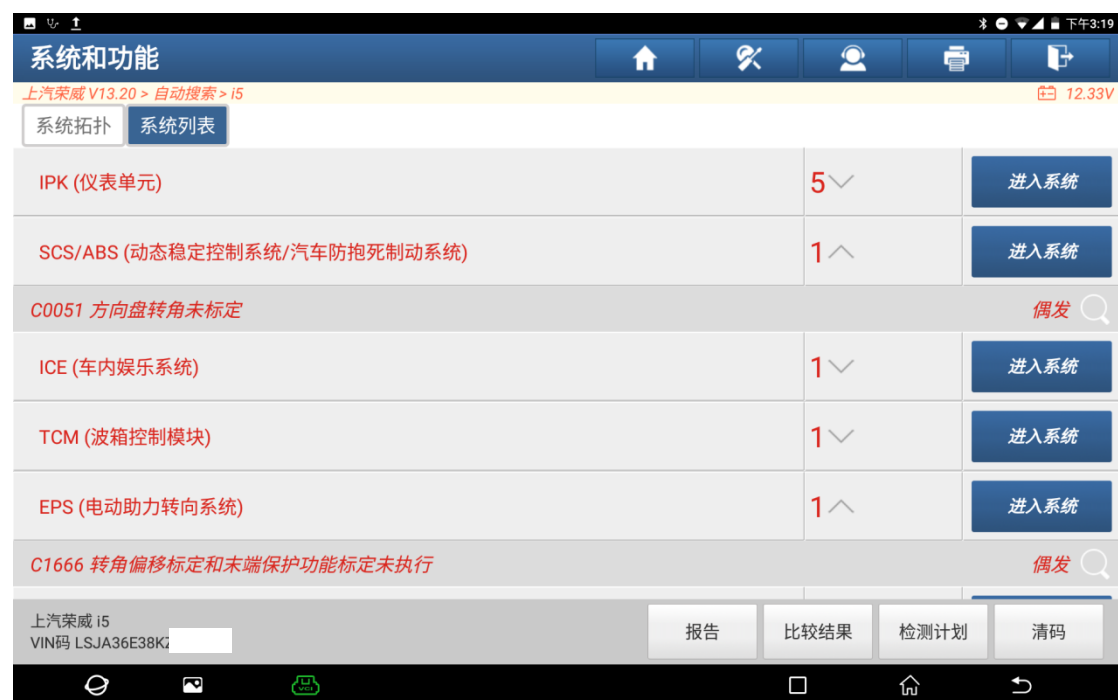 下午3:19
系统和功能
上汽荣威 V13.20 > 自动搜索 > i5
12.33V
系统拓扑 系统列表
IPK (仪表单元) 5 进入系统
SCS/ABS (动态稳定控制系统/汽车防抱死制动系统) 1 进入系统
C0051 方向盘转角未标定 偶发
ICE (车内娱乐系统) 1 进入系统
TCM (波箱控制模块) 1 进入系统
EPS (电动助力转向系统) 1 进入系统
C1666 转角偏移标定和末端保护功能标定未执行 偶发
上汽荣威 i5
VIN码 LSJA36E38KZ
报告 比较结果 检测计划 清码
VCI